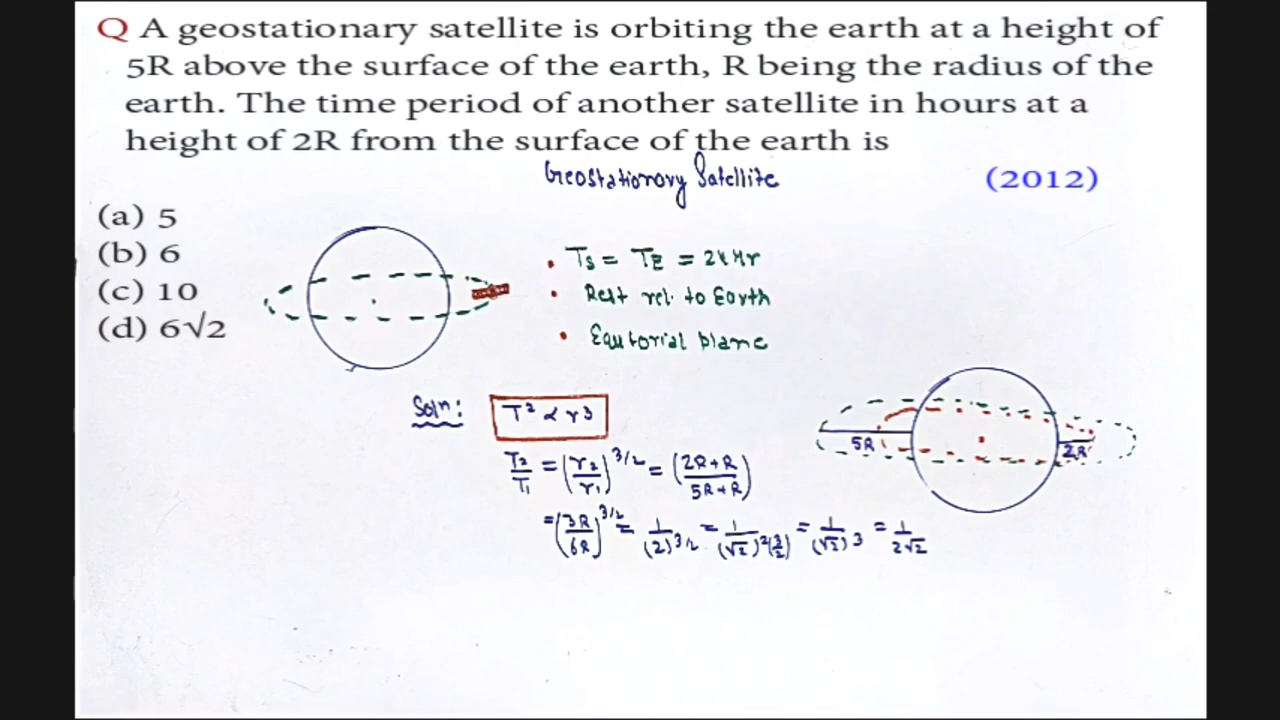 Q A geostationary satellite is orbiting the earth at a height of
5R above the surface of the earth, R being the radius of the
earth. The time period of another satellite in hours at a
height of 2R from the surface of the earth is
Geostationary Satellite
(2012)
(a) 5
(b) 6
(c) 10
(d) 6√2
• Ts = TE = 24 Hr
• Rest rel. to Earth
• Equtorial plane
Soln:
T² ∝ r3
T2/T1 = (r2/r1)^3/2 = (2R+R/5R+R)
= (3R/6R)^3/2 = 1/(2)^3/2 = 1/(√2)^2(3/2) = 1/(√2)^3 = 1/2√2
5R
2R